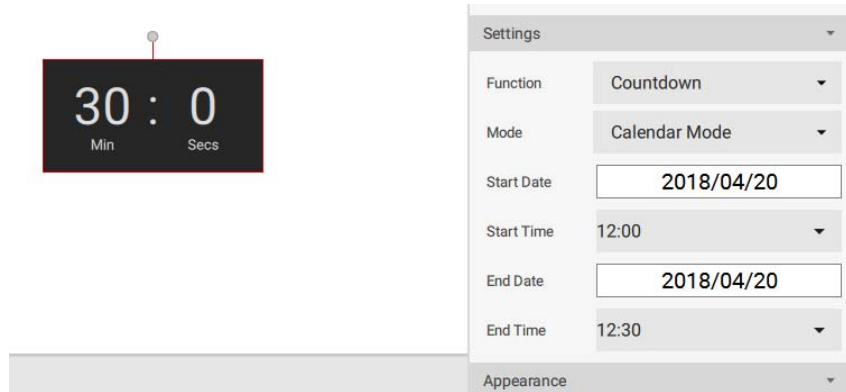 30 : 0
Min Secs
Settings
Function Countdown
Mode Calendar Mode
Start Date 2018/04/20
Start Time 12:00
End Date 2018/04/20
End Time 12:30
Appearance